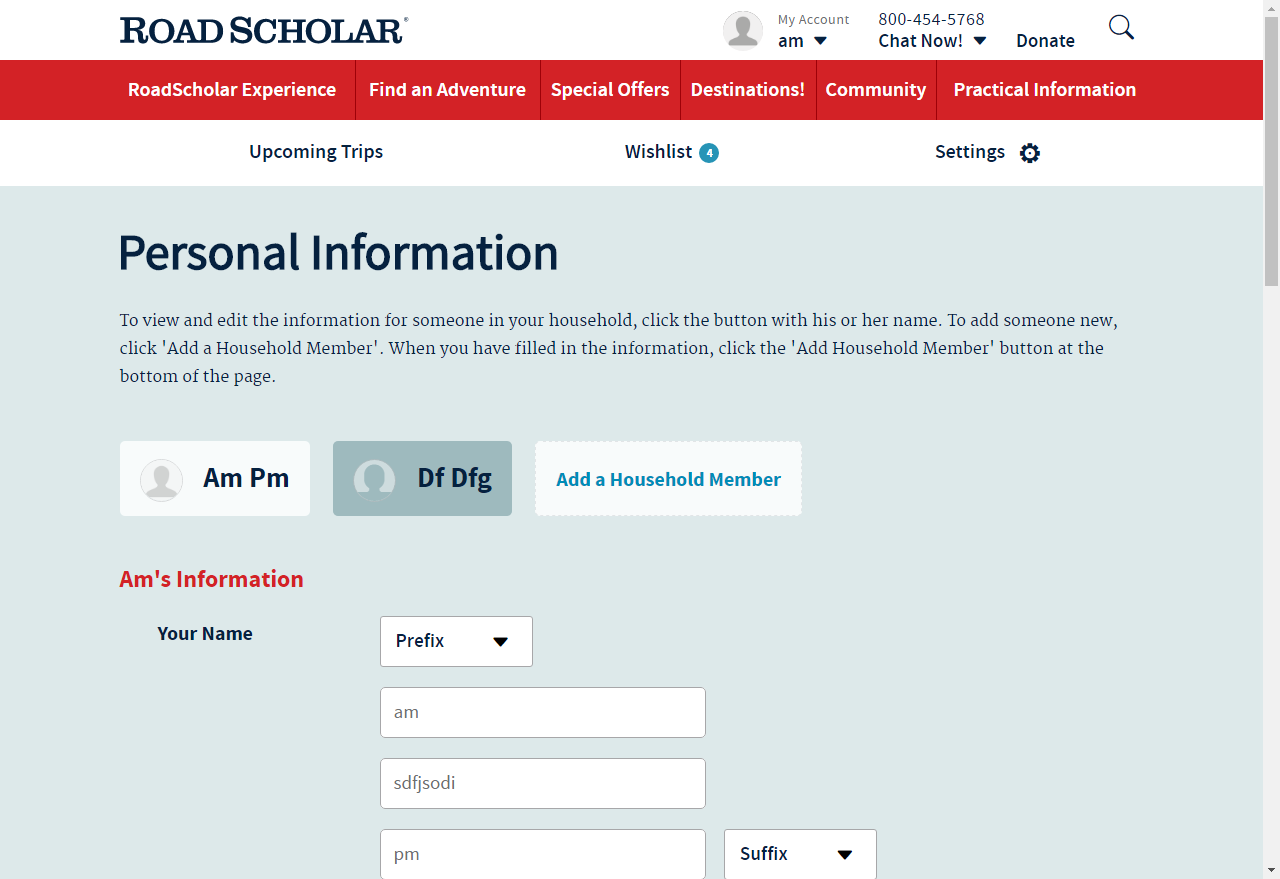 ROAD SCHOLAR®
My Account
am
800-454-5768
Chat Now!
Donate
RoadScholar Experience
Find an Adventure
Special Offers
Destinations!
Community
Practical Information
Upcoming Trips
Wishlist 4
Settings
Personal Information
To view and edit the information for someone in your household, click the button with his or her name. To add someone new,
click 'Add a Household Member'. When you have filled in the information, click the 'Add Household Member' button at the
bottom of the page.
Am Pm
Df Dfg
Add a Household Member
Am's Information
Your Name
Prefix
am
sdfjsodi
pm
Suffix